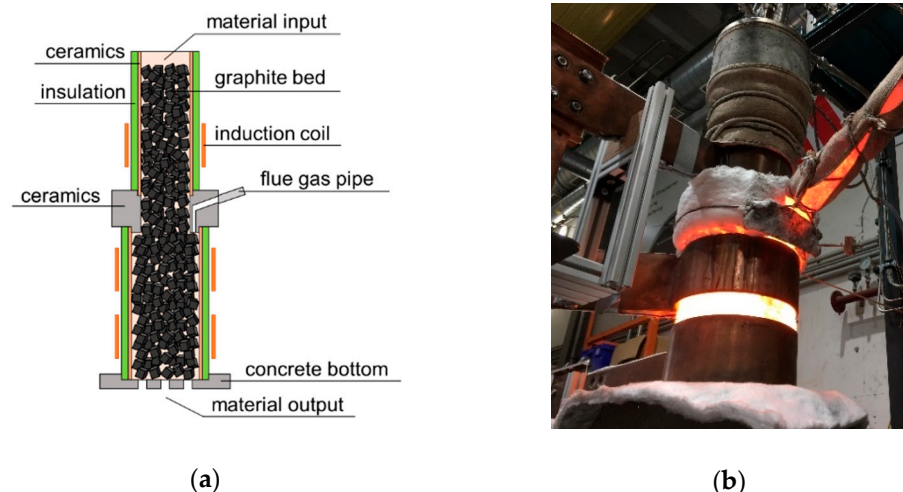 material input
ceramics
graphite bed
insulation
induction coil
flue gas pipe
ceramics
concrete bottom
material output
(a)
(b)